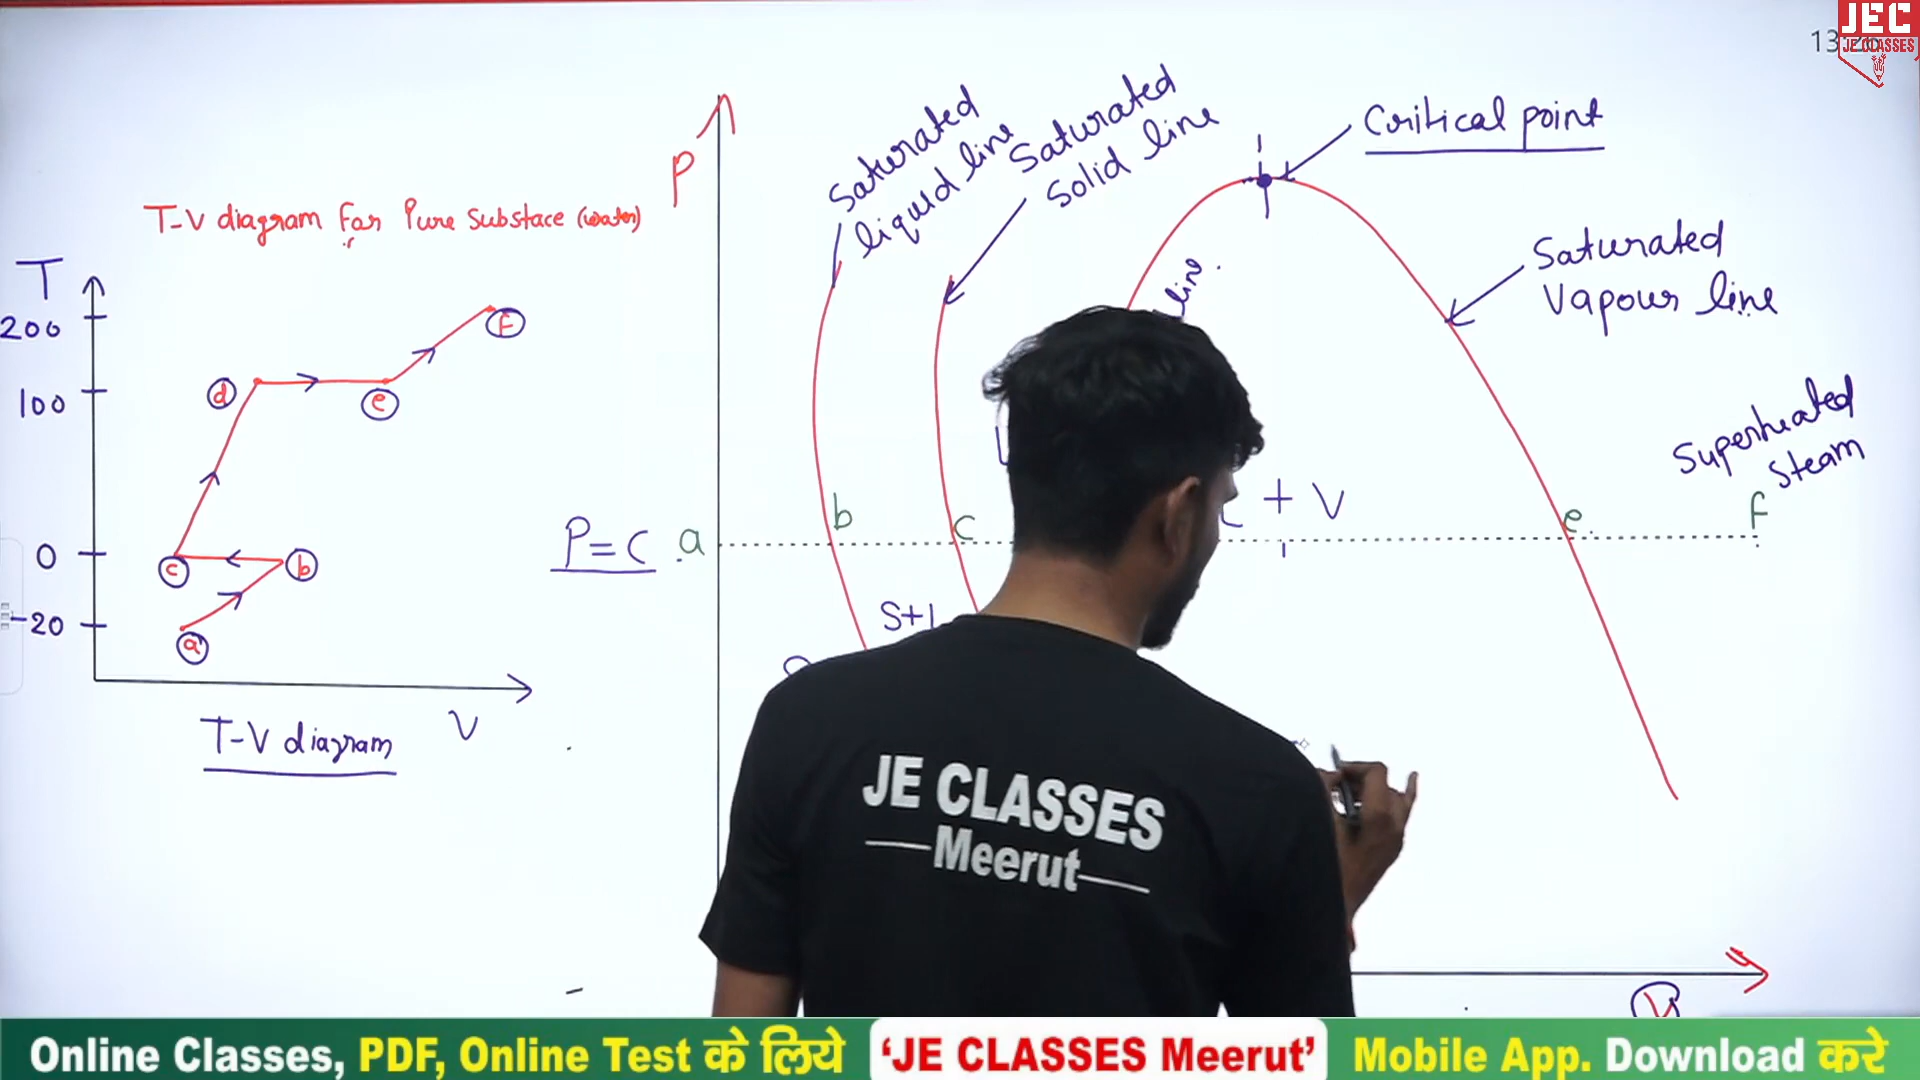 JEC
JE CLASSES
T-V diagram for Pure Substace (water)
T
200
100
0
-20
a
b
c
d
e
f
V
T-V diagram
P
Saturated
liquid line
Saturated
Solid line
Critical point
line.
Saturated
Vapour line
Superheated
Steam
P=C
a
b
c
+ V
e
f
S+
V
JE CLASSES
Meerut
Online Classes, PDF, Online Test के लिये 'JE CLASSES Meerut' Mobile App. Download करे